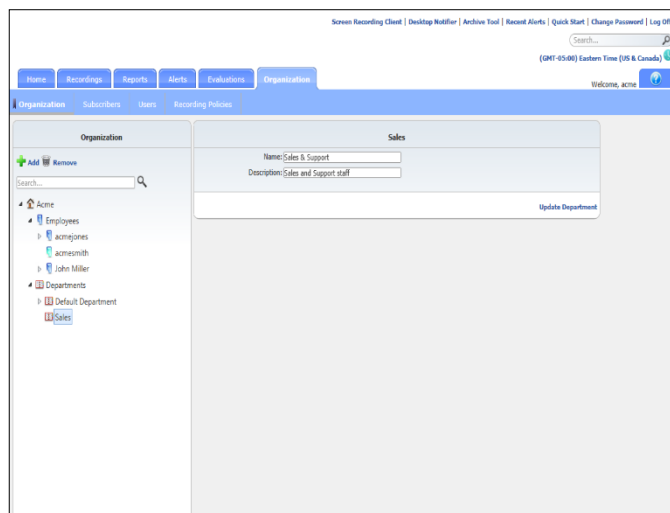 Screen Recording Client | Desktop Notifier | Archive Tool | Recent Alerts | Quick Start | Change Password | Log Off
Search...
(GMT-05:00) Eastern Time (US & Canada)
Home Recordings Reports Alerts Evaluations Organization
Welcome, acme
Organization Subscribers Users Recording Policies
Organization
Add Remove
Search...
Acme
Employees
acmejones
acmesmith
John Miller
Departments
Default Department
Sales
Sales
Name: Sales & Support
Description: Sales and Support staff
Update Department